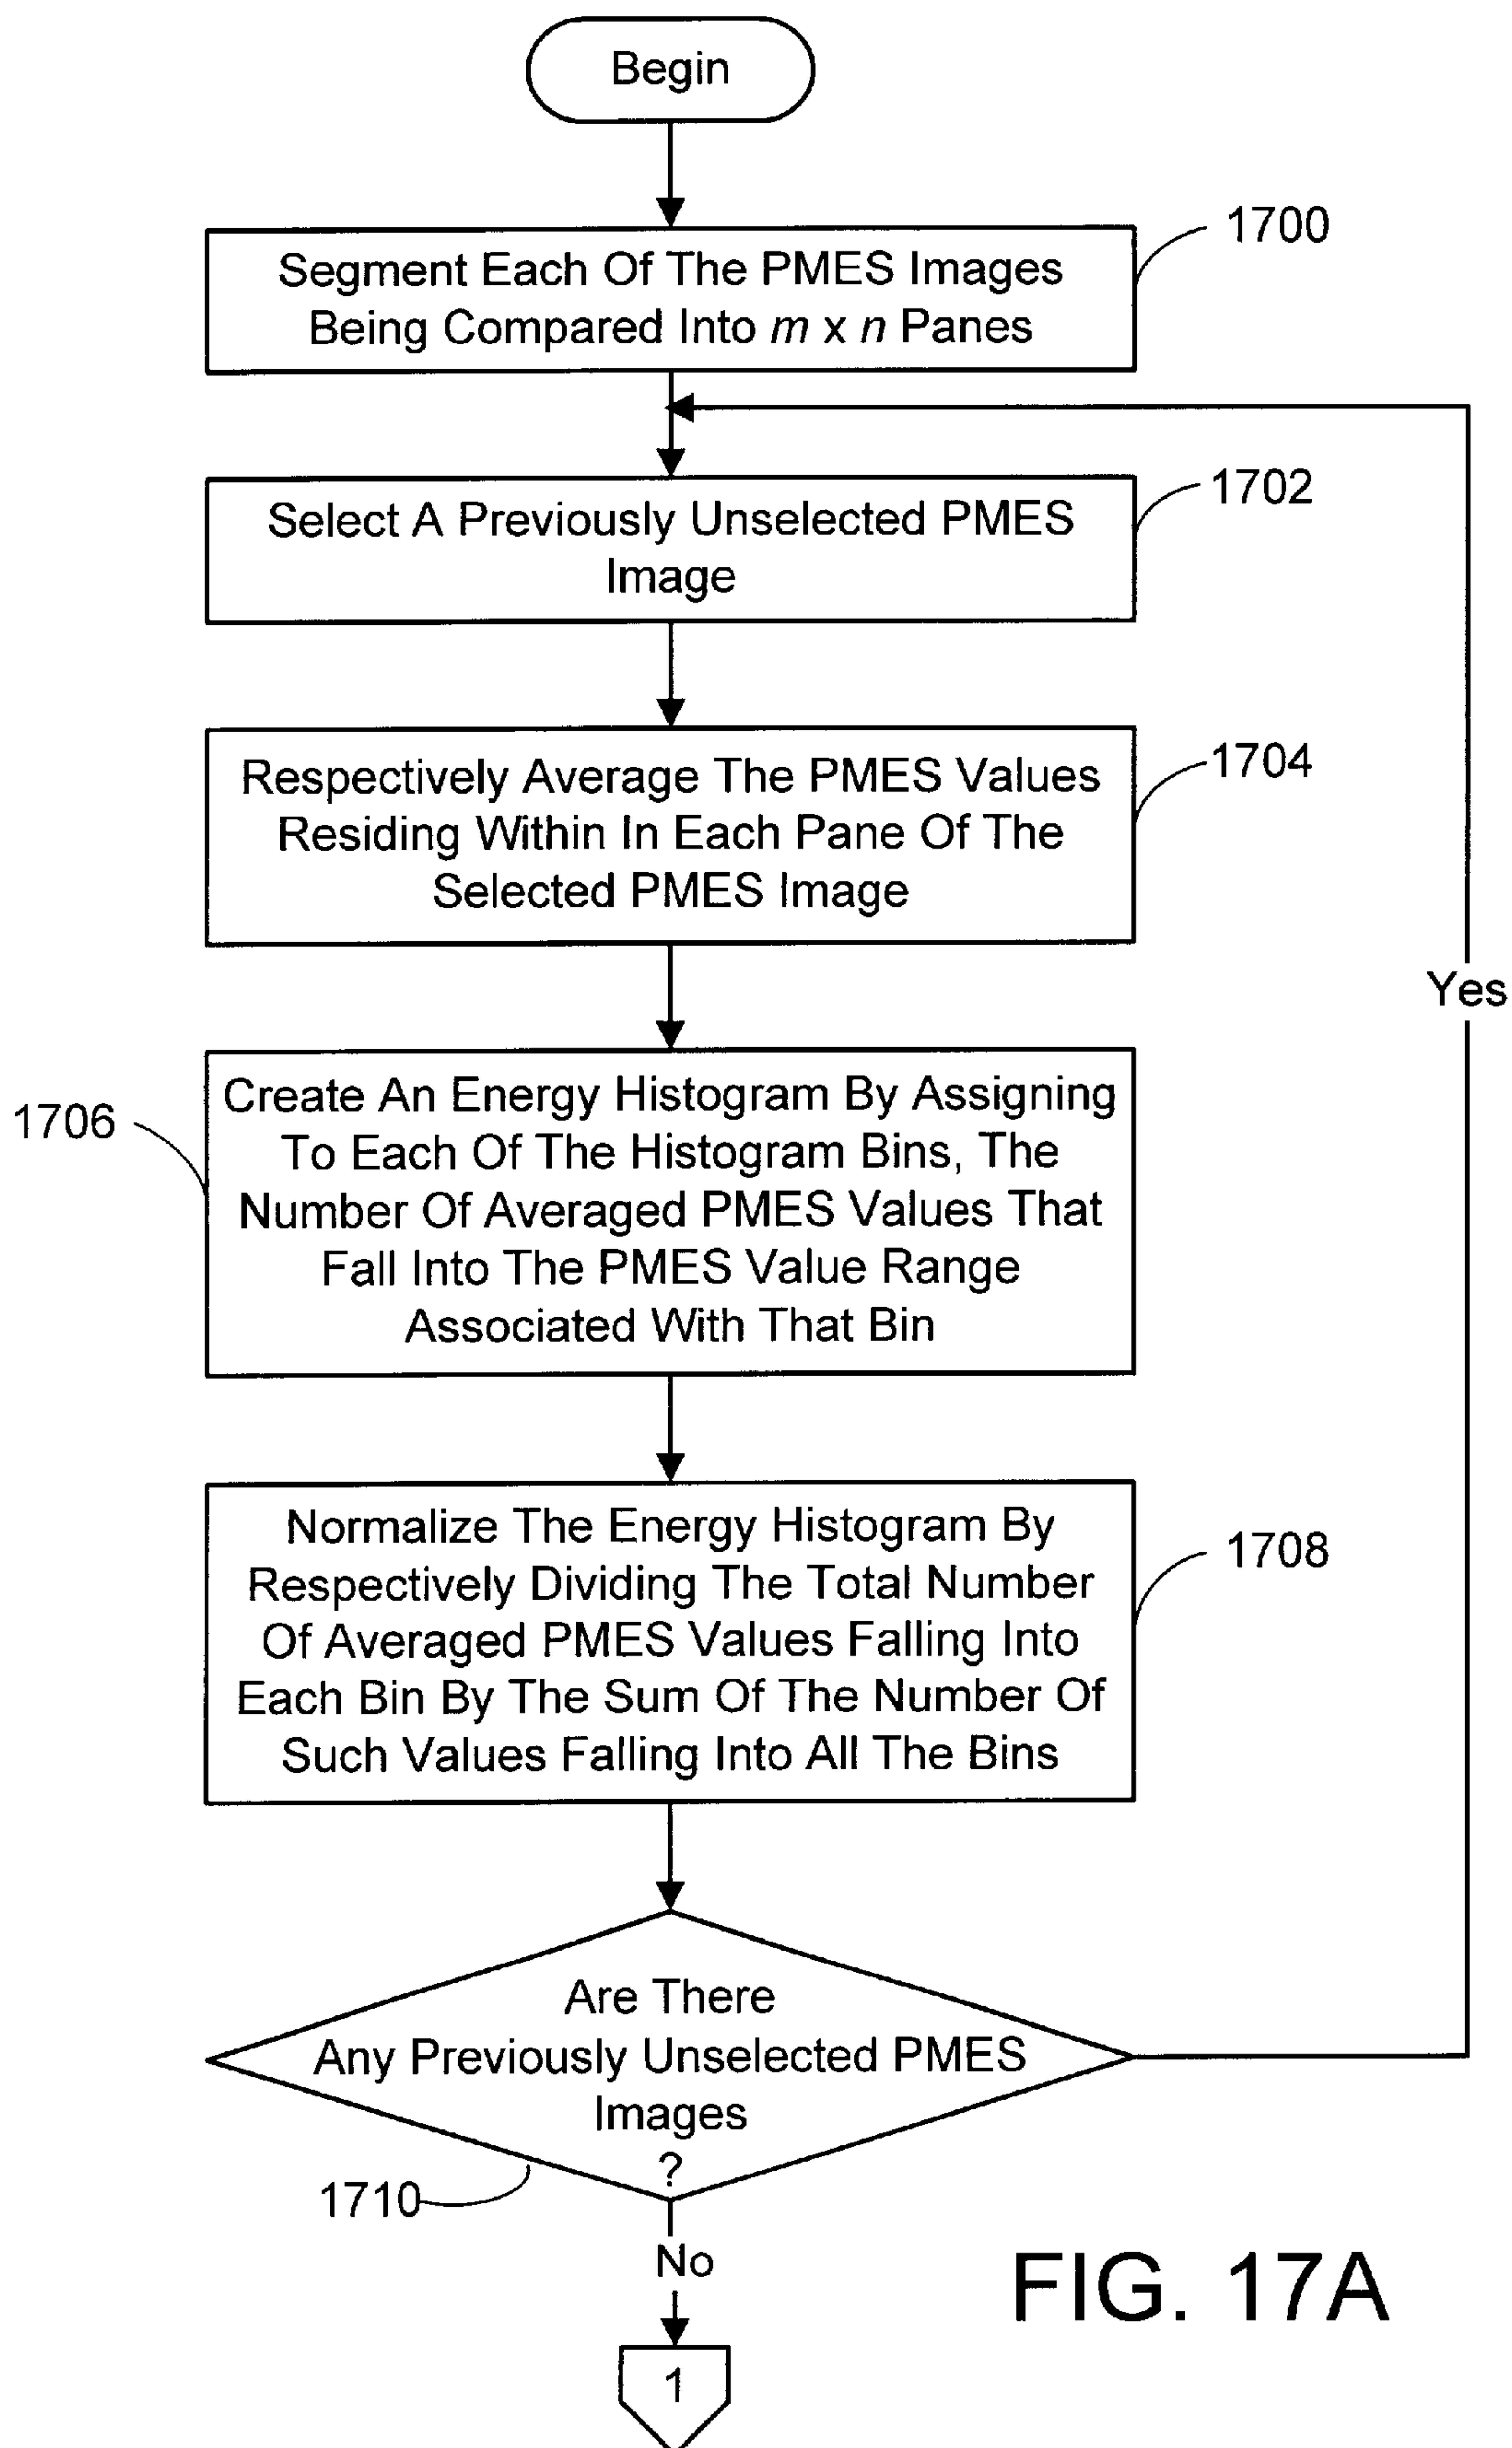 Begin
1700
Segment Each Of The PMES Images
Being Compared Into m x n Panes
1702
Select A Previously Unselected PMES
Image
1704
Respectively Average The PMES Values
Residing Within In Each Pane Of The
Selected PMES Image
Yes
1706
Create An Energy Histogram By Assigning
To Each Of The Histogram Bins, The
Number Of Averaged PMES Values That
Fall Into The PMES Value Range
Associated With That Bin
1708
Normalize The Energy Histogram By
Respectively Dividing The Total Number
Of Averaged PMES Values Falling Into
Each Bin By The Sum Of The Number Of
Such Values Falling Into All The Bins
Are There
Any Previously Unselected PMES
Images
?
1710
No
1
FIG. 17A